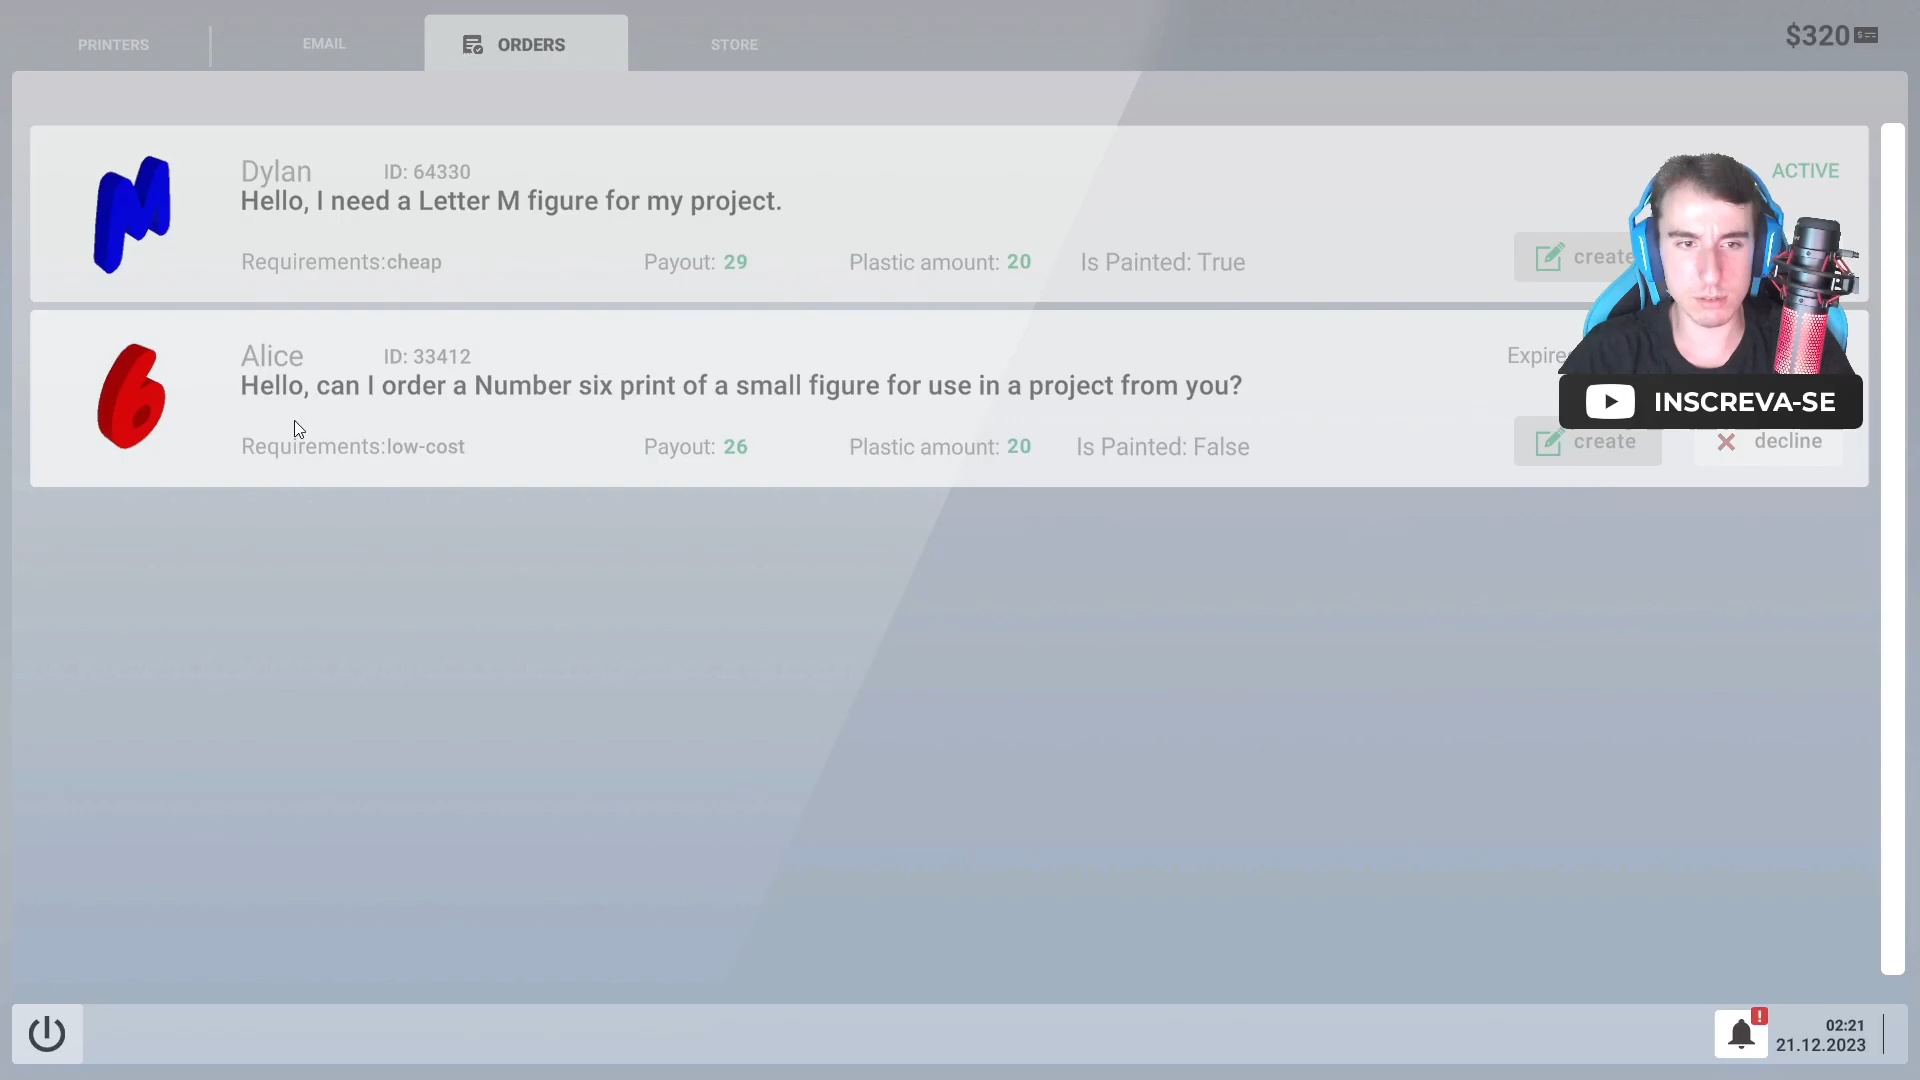 PRINTERS
EMAIL
ORDERS
STORE
$320
Dylan ID: 64330
ACTIVE
Hello, I need a Letter M figure for my project.
Requirements:cheap Payout: 29 Plastic amount: 20 Is Painted: True
create
Alice ID: 33412
Hello, can I order a Number six print of a small figure for use in a project from you?
INSCREVA-SE
Requirements:low-cost Payout: 26 Plastic amount: 20 Is Painted: False
create
decline
02:21
21.12.2023